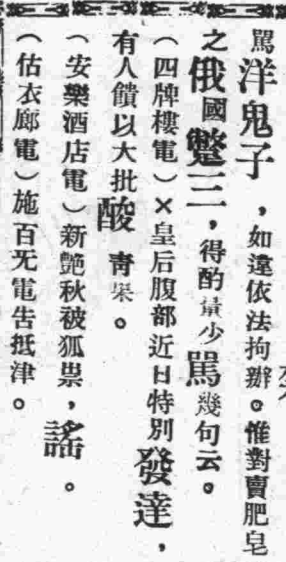 罵洋鬼子，如違依法拘辦。惟對賣肥皂
之俄國蹩三，得酌量少罵幾句云。
（四牌樓電）×皇后腹部近日特別發達，
有人饋以大批酸青果。
（安樂酒店電）新艷秋被狐祟，謠。
（估衣廊電）施百无電告抵津。